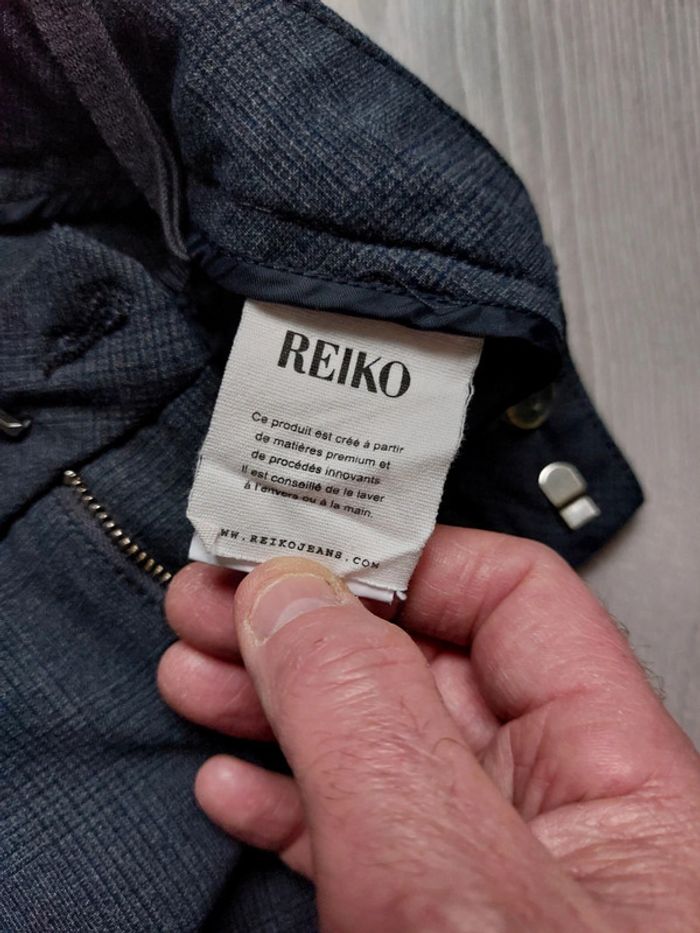 REIKO
Ce produit est créé à partir
de matières premium et
de procédés innovants
Il est conseillé de le laver
à l'envers ou à la main.
WW.REIKOJEANS.COM